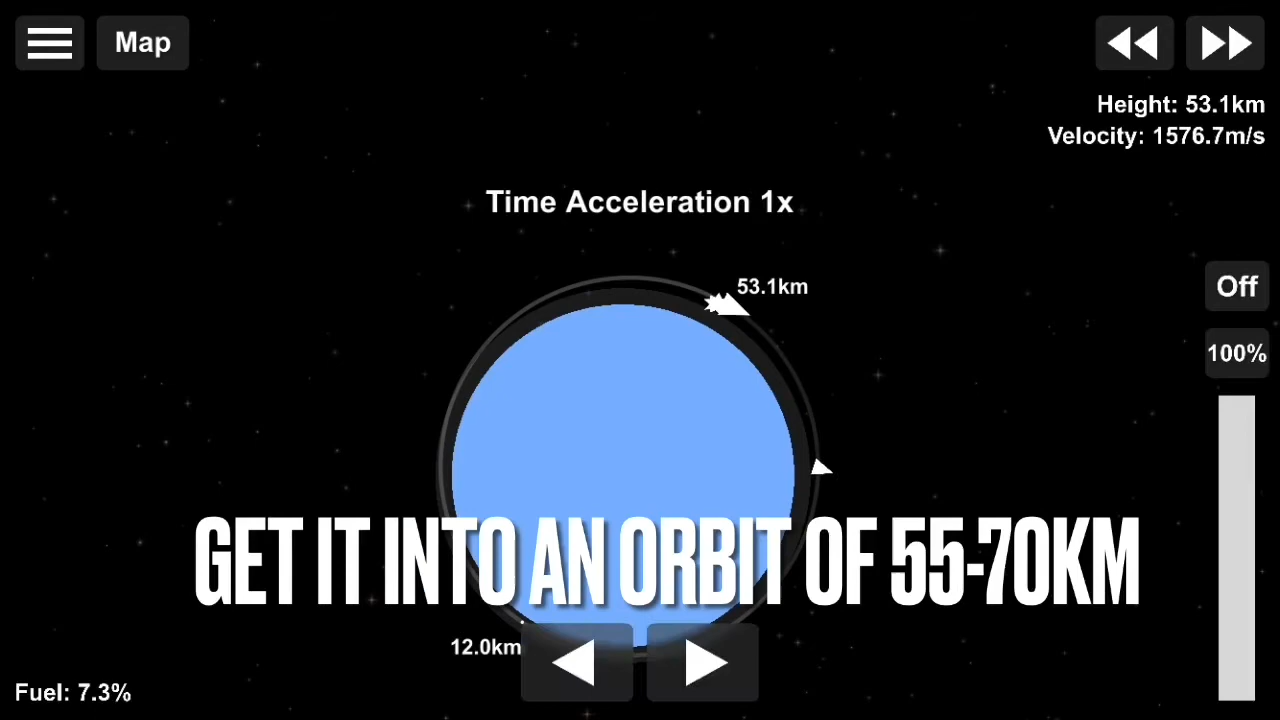 Map
Height: 53.1km
Velocity: 1576.7m/s
Time Acceleration 1x
53.1km
Off
100%
GET IT INTO AN ORBIT OF 55-70KM
12.0km
Fuel: 7.3%